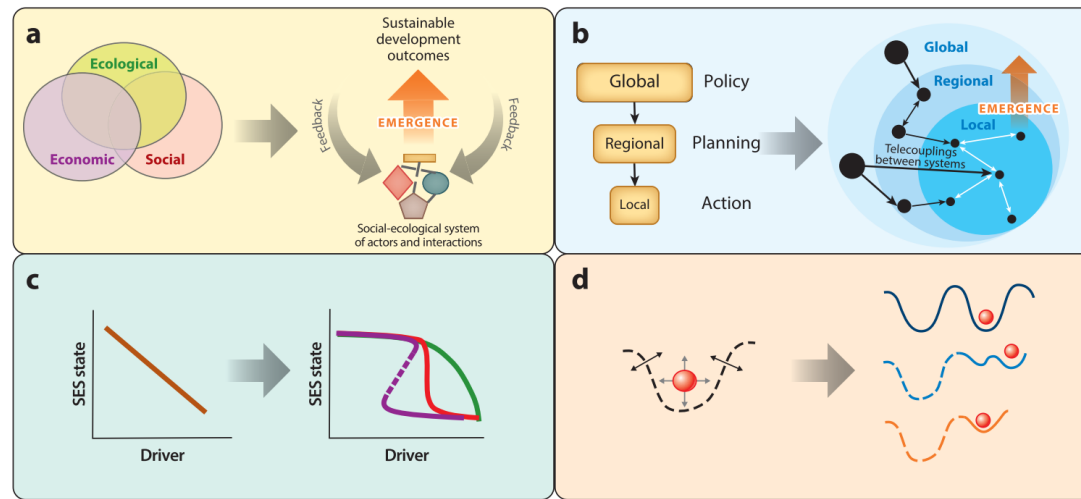 a
Ecological
Economic
Social
Sustainable
development
outcomes
EMERGENCE
Feedback
Feedback
Social-ecological system
of actors and interactions
b
Global
Policy
Regional
Planning
Local
Action
Global
Regional
EMERGENCE
Local
Telecouplings
between systems
c
SES state
Driver
SES state
Driver
d